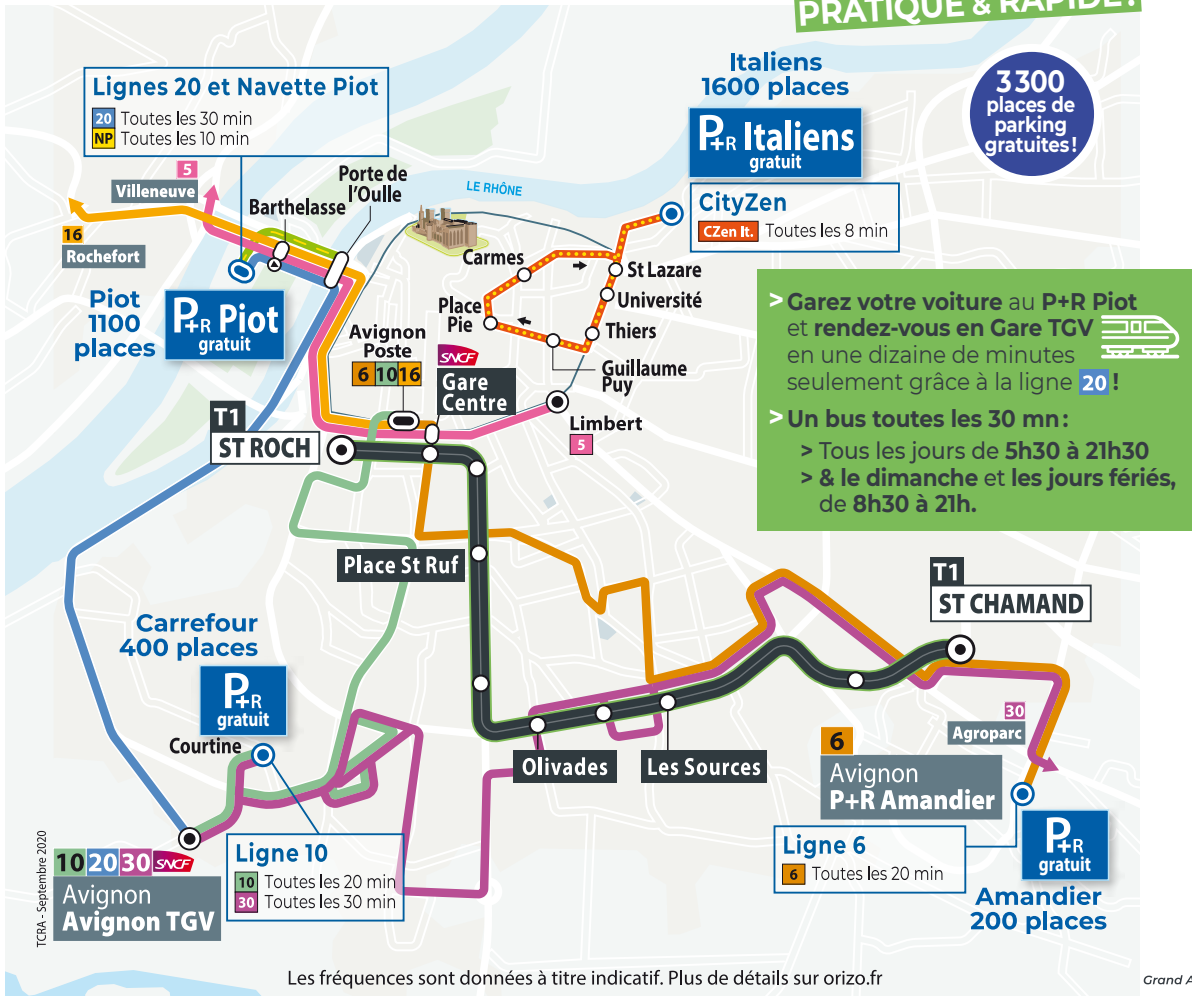 PRATIQUE & RAPIDE !
Italiens
1600 places
3 300
places de
parking
gratuites !
Lignes 20 et Navette Piot
20 Toutes les 30 min
NP Toutes les 10 min
P+R Italiens
gratuit
CityZen
CZen It. Toutes les 8 min
5
Villeneuve
Porte de
l'Oulle
Barthelasse
LE RHÔNE
16
Rochefort
Carmes
St Lazare
Université
Place
Pie
Thiers
Guillaume
Puy
Piot
1100
places
P+R Piot
gratuit
Avignon
Poste
6 10 16
SNCF
Gare
Centre
Limbert
5
> Garez votre voiture au P+R Piot
et rendez-vous en Gare TGV
en une dizaine de minutes
seulement grâce à la ligne 20 !
> Un bus toutes les 30 mn :
> Tous les jours de 5h30 à 21h30
> & le dimanche et les jours fériés,
de 8h30 à 21h.
T1
ST ROCH
Place St Ruf
T1
ST CHAMAND
Carrefour
400 places
P+R
gratuit
Courtine
Olivades
Les Sources
30
Agroparc
6
Avignon
P+R Amandier
Ligne 6
6 Toutes les 20 min
P+R
gratuit
Amandier
200 places
Ligne 10
10 Toutes les 20 min
30 Toutes les 30 min
10 20 30 SNCF
Avignon
Avignon TGV
TCRA - Septembre 2020
Les fréquences sont données à titre indicatif. Plus de détails sur orizo.fr
Grand A